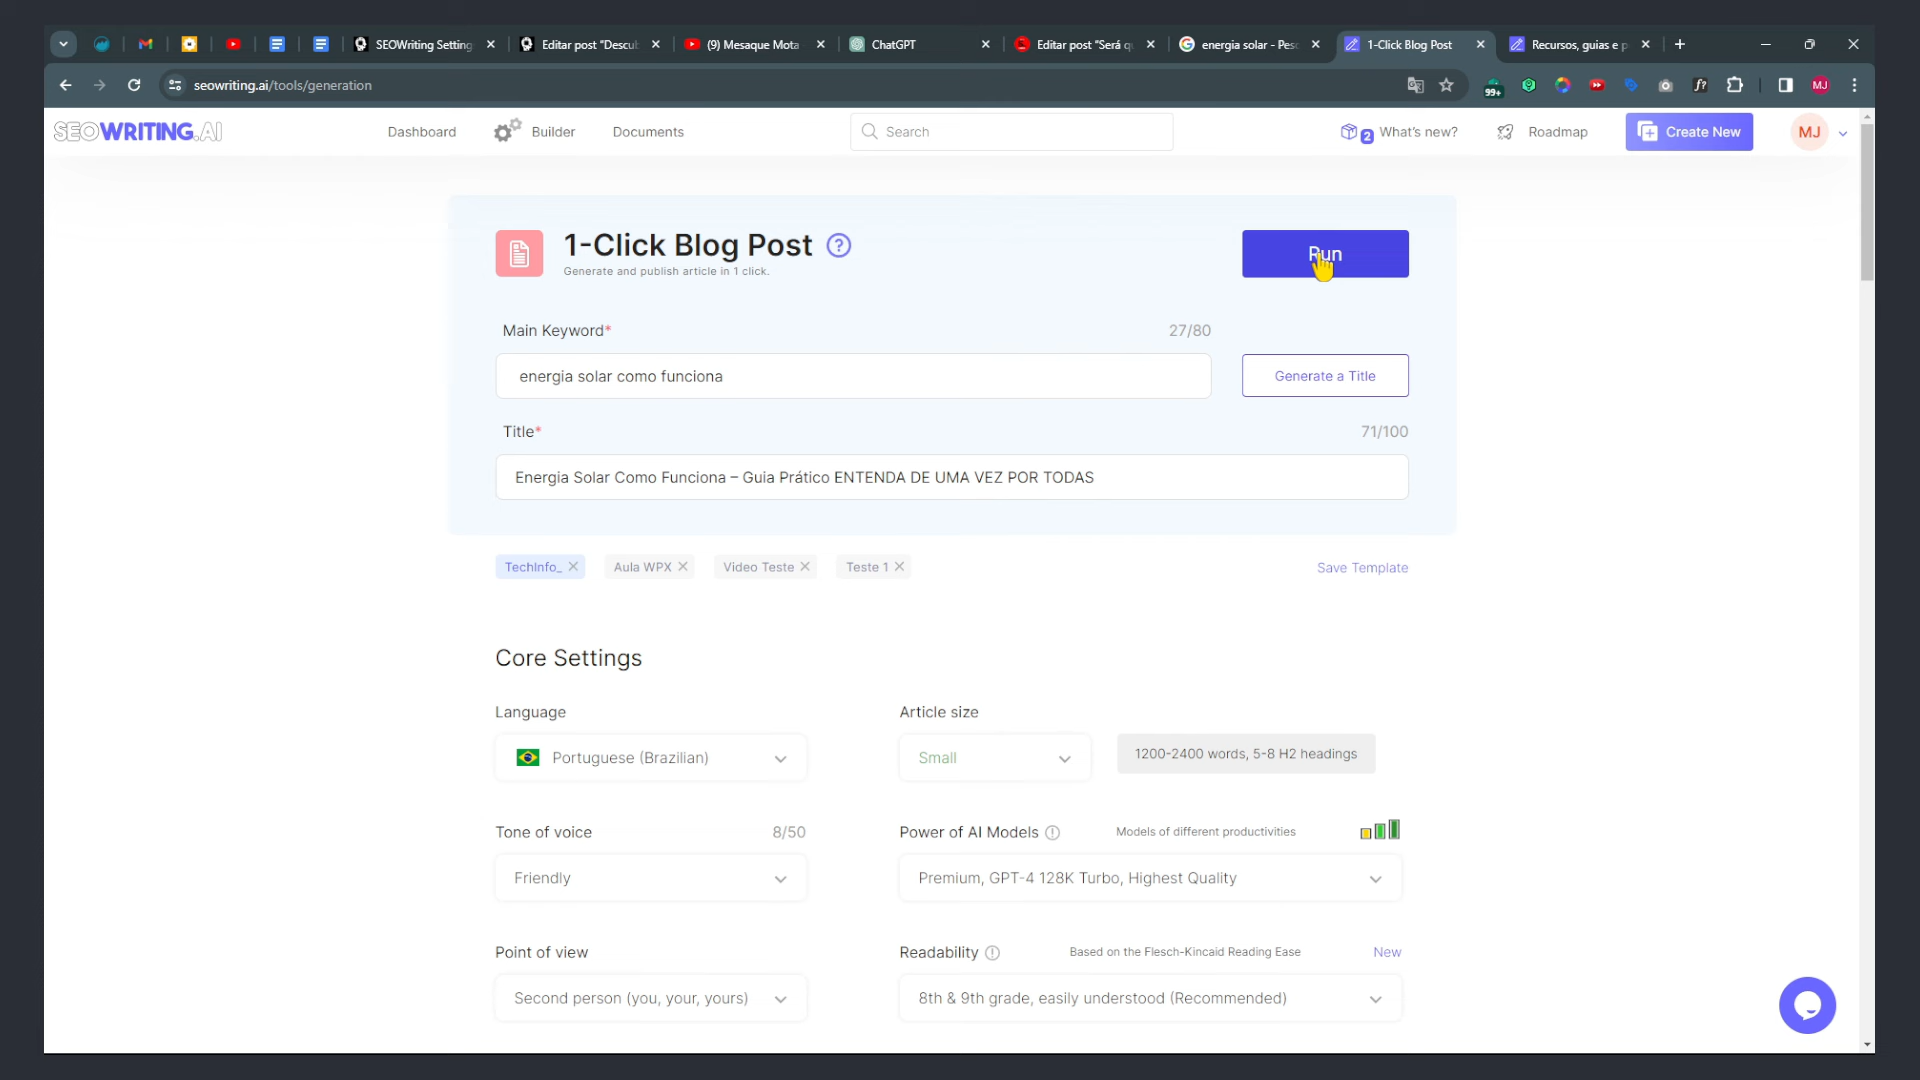 SEOWriting Setting
Editar post "Descu
(9) Mesaque Mota
ChatGPT
Editar post "Será q
energia solar - Pes
1-Click Blog Post
Recursos, guias e p
seowriting.ai/tools/generation
99+
f?
MJ
SEOWRITING.AI
Dashboard
Builder
Documents
Search
2
What's new?
Roadmap
Create New
MJ
1-Click Blog Post ?
Generate and publish article in 1 click.
Run
Main Keyword*
27/80
energia solar como funciona
Generate a Title
Title*
71/100
Energia Solar Como Funciona – Guia Prático ENTENDA DE UMA VEZ POR TODAS
TechInfo_
Aula WPX
Video Teste
Teste 1
Save Template
Core Settings
Language
Article size
Portuguese (Brazilian)
Small
1200-2400 words, 5-8 H2 headings
Tone of voice
8/50
Power of AI Models
Models of different productivities
Friendly
Premium, GPT-4 128K Turbo, Highest Quality
Point of view
Readability
Based on the Flesch-Kincaid Reading Ease
New
Second person (you, your, yours)
8th & 9th grade, easily understood (Recommended)